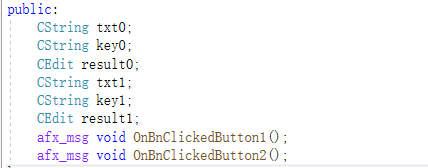 public:
CString txt0;
CString key0;
CEdit result0;
CString txt1;
CString key1;
CEdit result1;
afx_msg void OnBnClickedButton1();
afx_msg void OnBnClickedButton2();